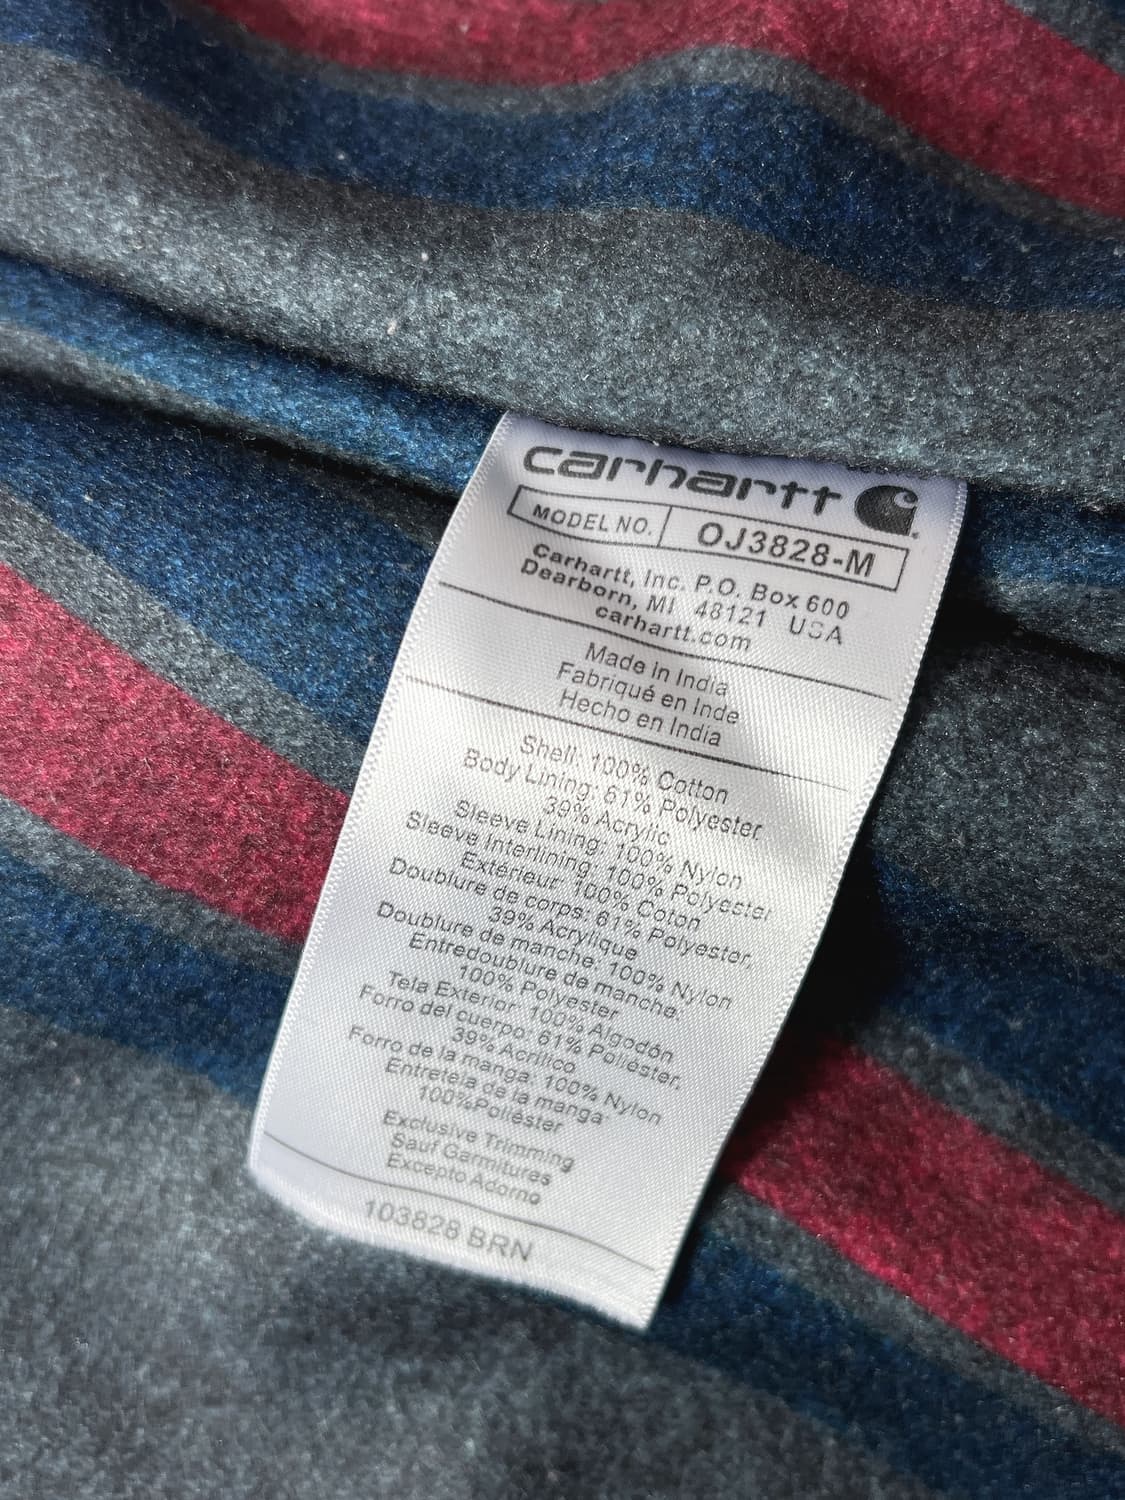 carhartt
MODEL NO. OJ3828-M
Carhartt, Inc. P.O. Box 600
Dearborn, MI 48121 USA
carhartt.com
Made in India
Fabriqué en Inde
Hecho en India
Shell: 100% Cotton
Body Lining: 61% Polyester
39% Acrylic
Sleeve Lining: 100% Nylon
Sleeve Interlining: 100% Polyester
Extérieur: 100% Coton
Doublure de corps: 61% Polyester,
39% Acrylique
Doublure de manche: 100% Nylon
Entredoublure de manche:
100% Polyester
Tela Exterior: 100% Algodón
Forro del cuerpo: 61% Poliéster,
39% Acrílico
Forro de la manga: 100% Nylon
Entretela de la manga
100%Poliéster
Exclusive Trimming
Sauf Garnitures
Excepto Adorno
103828 BRN